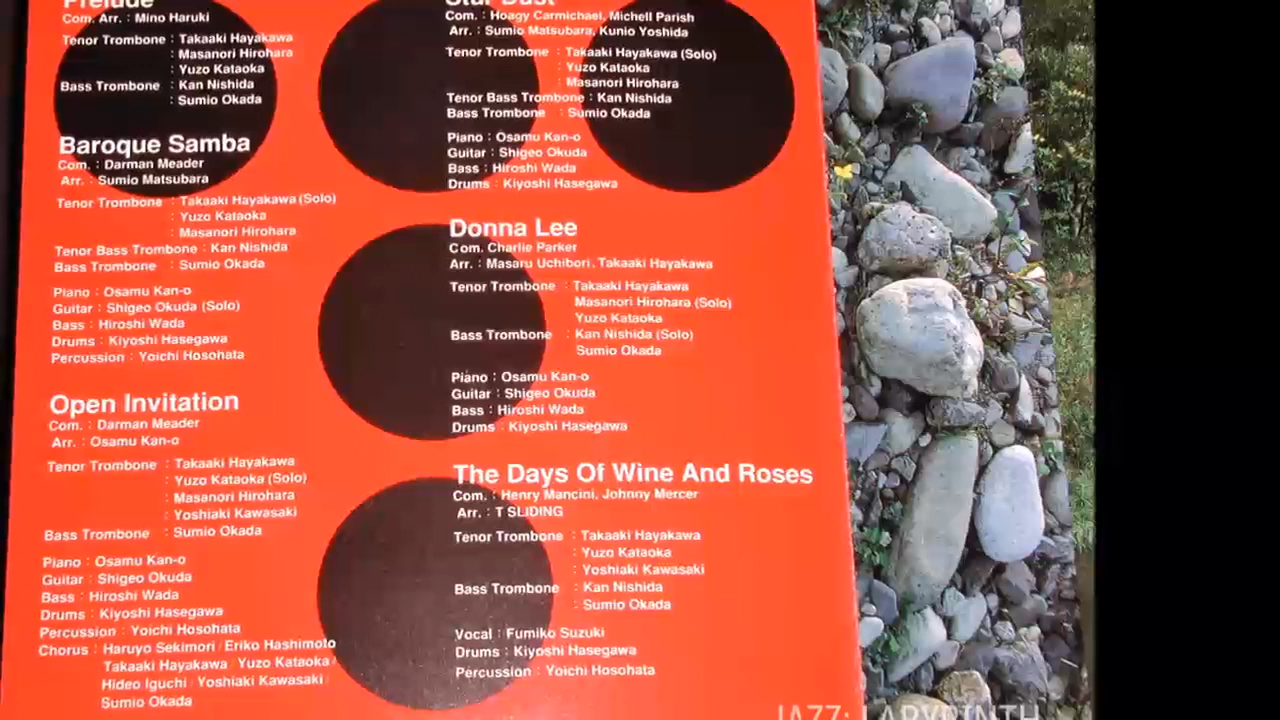 Prelude
Com. Arr. : Mino Haruki
Tenor Trombone : Takaaki Hayakawa
: Masanori Hirohara
: Yuzo Kataoka
Bass Trombone : Kan Nishida
: Sumio Okada
Baroque Samba
Com. : Darman Meader
Arr. : Sumio Matsubara
Tenor Trombone : Takaaki Hayakawa (Solo)
: Yuzo Kataoka
: Masanori Hirohara
Tenor Bass Trombone : Kan Nishida
Bass Trombone : Sumio Okada
Piano : Osamu Kan-o
Guitar : Shigeo Okuda (Solo)
Bass : Hiroshi Wada
Drums : Kiyoshi Hasegawa
Percussion : Yoichi Hosohata
Open Invitation
Com. : Darman Meader
Arr. : Osamu Kan-o
Tenor Trombone : Takaaki Hayakawa
: Yuzo Kataoka (Solo)
: Masanori Hirohara
: Yoshiaki Kawasaki
Bass Trombone : Sumio Okada
Piano : Osamu Kan-o
Guitar : Shigeo Okuda
Bass : Hiroshi Wada
Drums : Kiyoshi Hasegawa
Percussion : Yoichi Hosohata
Chorus : Haruyo Sekimori / Eriko Hashimoto
Takaaki Hayakawa / Yuzo Kataoka /
Hideo Iguchi / Yoshiaki Kawasaki /
Sumio Okada
Star Dust
Com. : Hoagy Carmichael, Michell Parish
Arr. : Sumio Matsubara, Kunio Yoshida
Tenor Trombone : Takaaki Hayakawa (Solo)
: Yuzo Kataoka
: Masanori Hirohara
Tenor Bass Trombone : Kan Nishida
Bass Trombone : Sumio Okada
Piano : Osamu Kan-o
Guitar : Shigeo Okuda
Bass : Hiroshi Wada
Drums : Kiyoshi Hasegawa
Donna Lee
Com. Charlie Parker
Arr. : Masaru Uchibori, Takaaki Hayakawa
Tenor Trombone : Takaaki Hayakawa
Masanori Hirohara (Solo)
Yuzo Kataoka
Bass Trombone : Kan Nishida (Solo)
Sumio Okada
Piano : Osamu Kan-o
Guitar : Shigeo Okuda
Bass : Hiroshi Wada
Drums : Kiyoshi Hasegawa
The Days Of Wine And Roses
Com. : Henry Mancini, Johnny Mercer
Arr. : T SLIDING
Tenor Trombone : Takaaki Hayakawa
: Yuzo Kataoka
: Yoshiaki Kawasaki
Bass Trombone : Kan Nishida
: Sumio Okada
Vocal : Fumiko Suzuki
Drums : Kiyoshi Hasegawa
Percussion : Yoichi Hosohata
JAZZ: LABYRINTH